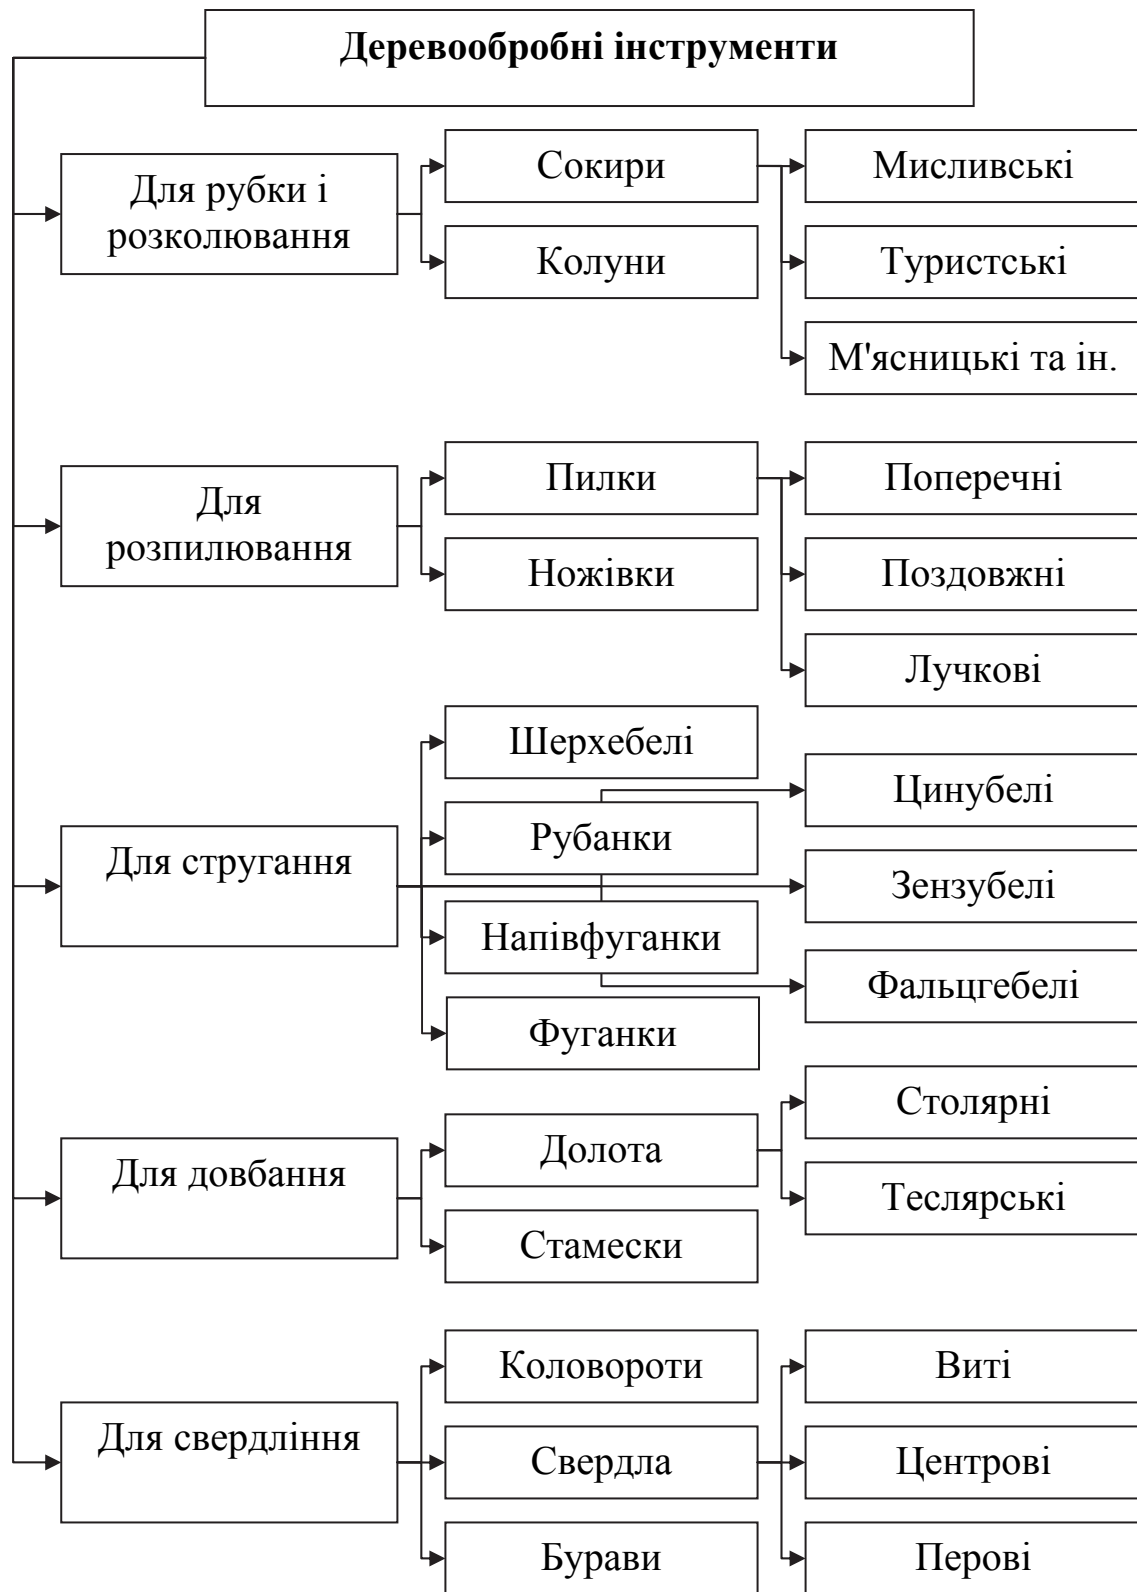 Деревообробні інструменти
Для рубки і
розколювання
Сокири
Колуни
Мисливські
Туристські
М'ясницькі та ін.
Для
розпилювання
Пилки
Ножівки
Поперечні
Поздовжні
Лучкові
Для стругання
Шерхебелі
Рубанки
Напівфуганки
Фуганки
Цинубелі
Зензубелі
Фальцгебелі
Для довбання
Долота
Стамески
Столярні
Теслярські
Для свердління
Коловороти
Свердла
Бурави
Виті
Центрові
Перові